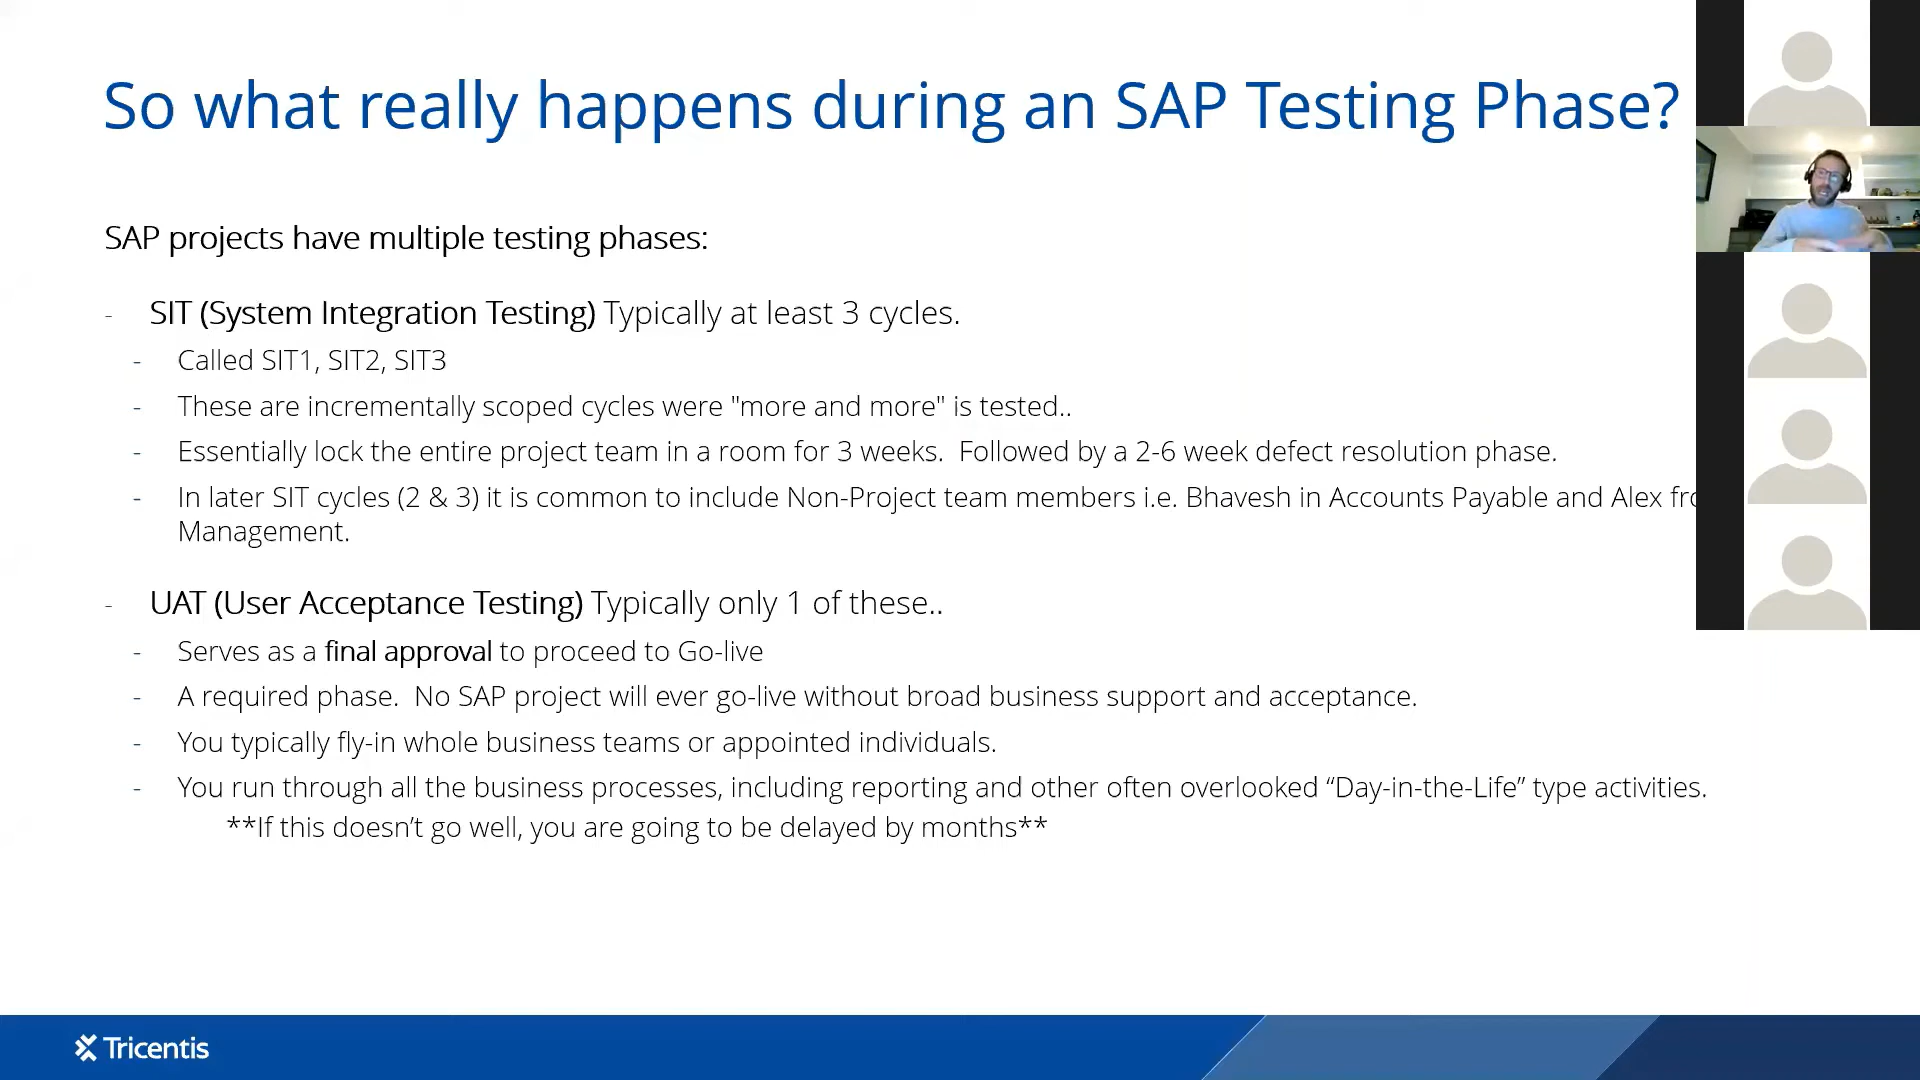 So what really happens during an SAP Testing Phase?
SAP projects have multiple testing phases:
- SIT (System Integration Testing) Typically at least 3 cycles.
- Called SIT1, SIT2, SIT3
- These are incrementally scoped cycles were "more and more" is tested..
- Essentially lock the entire project team in a room for 3 weeks.  Followed by a 2-6 week defect resolution phase.
- In later SIT cycles (2 & 3) it is common to include Non-Project team members i.e. Bhavesh in Accounts Payable and Alex
Management.
- UAT (User Acceptance Testing) Typically only 1 of these..
- Serves as a final approval to proceed to Go-live
- A required phase.  No SAP project will ever go-live without broad business support and acceptance.
- You typically fly-in whole business teams or appointed individuals.
- You run through all the business processes, including reporting and other often overlooked “Day-in-the-Life” type activities.
**If this doesn’t go well, you are going to be delayed by months**
Tricentis